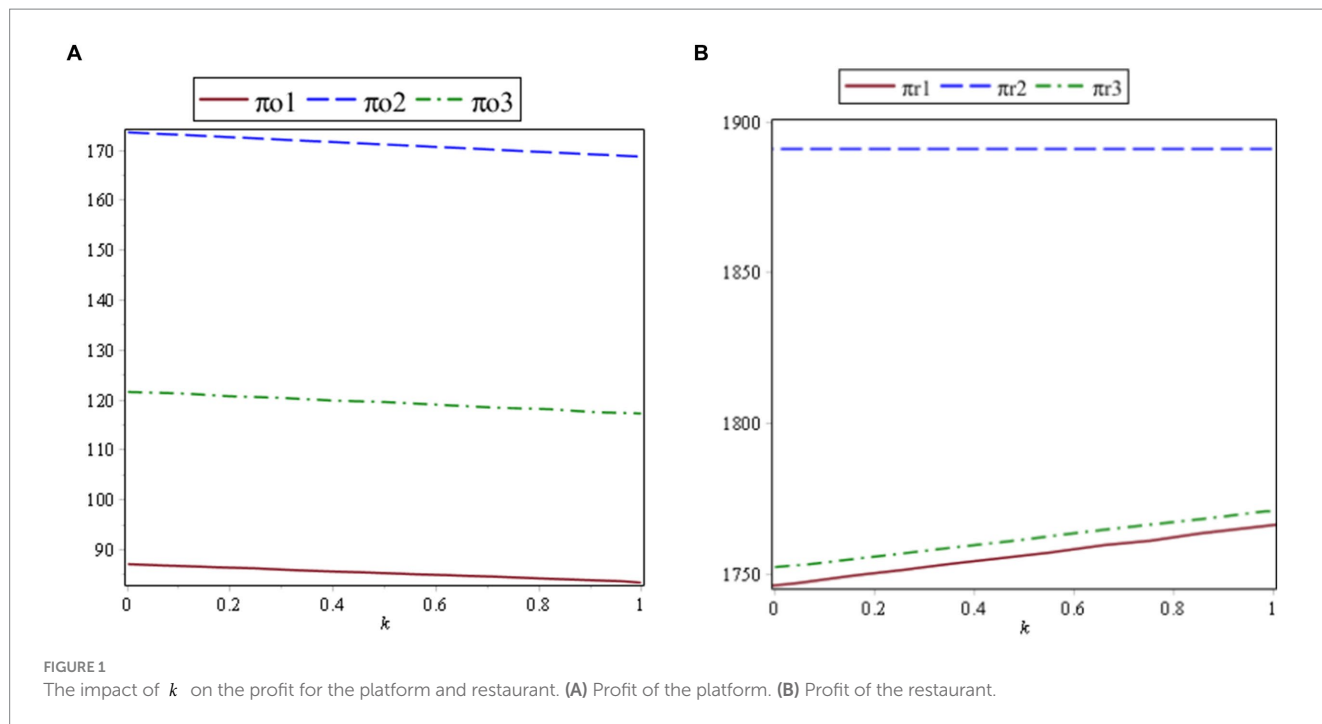 A
πo1 πo2 πo3
170
160
150
140
130
120
110
100
90
0 0.2 0.4 0.6 0.8 1
k
B
πr1 πr2 πr3
1900
1850
1800
1750
0 0.2 0.4 0.6 0.8 1
k
FIGURE 1
The impact of k on the profit for the platform and restaurant. (A) Profit of the platform. (B) Profit of the restaurant.